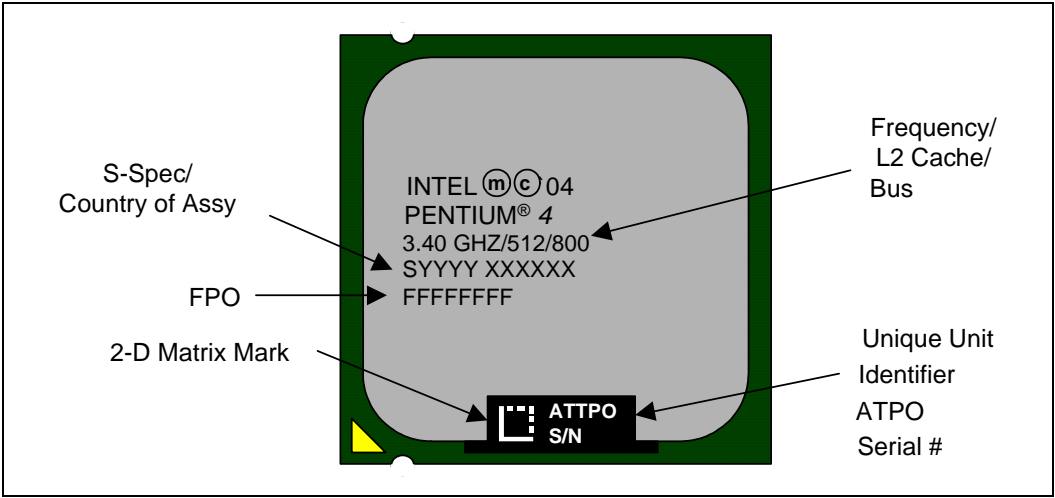 S-Spec/
Country of Assy
FPO
2-D Matrix Mark
INTEL ⓜⓒ`04
PENTIUM® 4
3.40 GHZ/512/800
SYYYY XXXXXX
FFFFFFFF
ATTPO
S/N
Frequency/
L2 Cache/
Bus
Unique Unit
Identifier
ATPO
Serial #